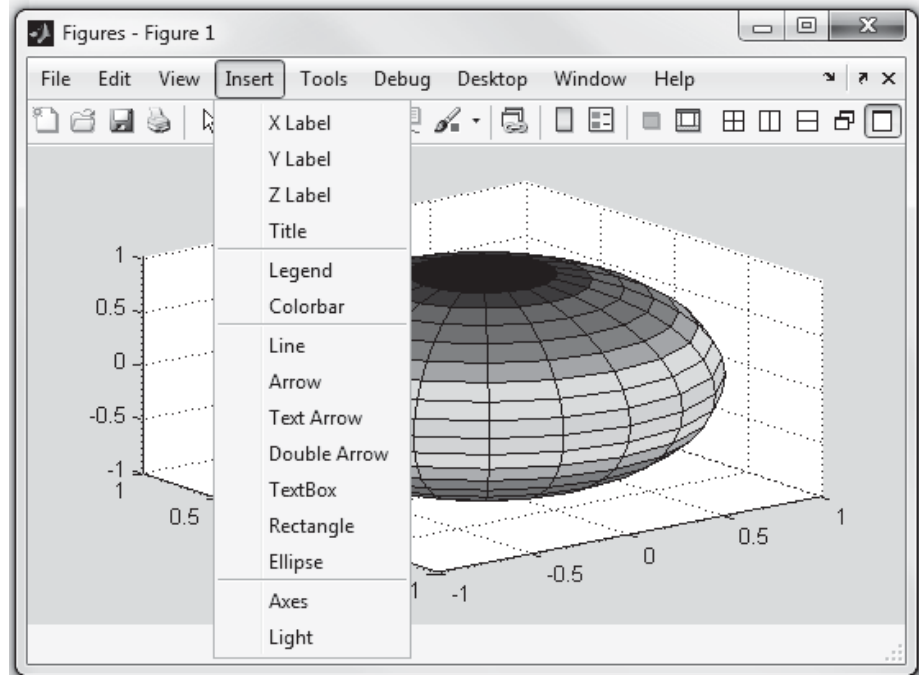 Figures - Figure 1
File Edit View Insert Tools Debug Desktop Window Help
X Label
Y Label
Z Label
Title
Legend
Colorbar
Line
Arrow
Text Arrow
Double Arrow
TextBox
Rectangle
Ellipse
Axes
Light
1
0.5
0
-0.5
-1
1
0.5
1
-1
-0.5
0
0.5
1